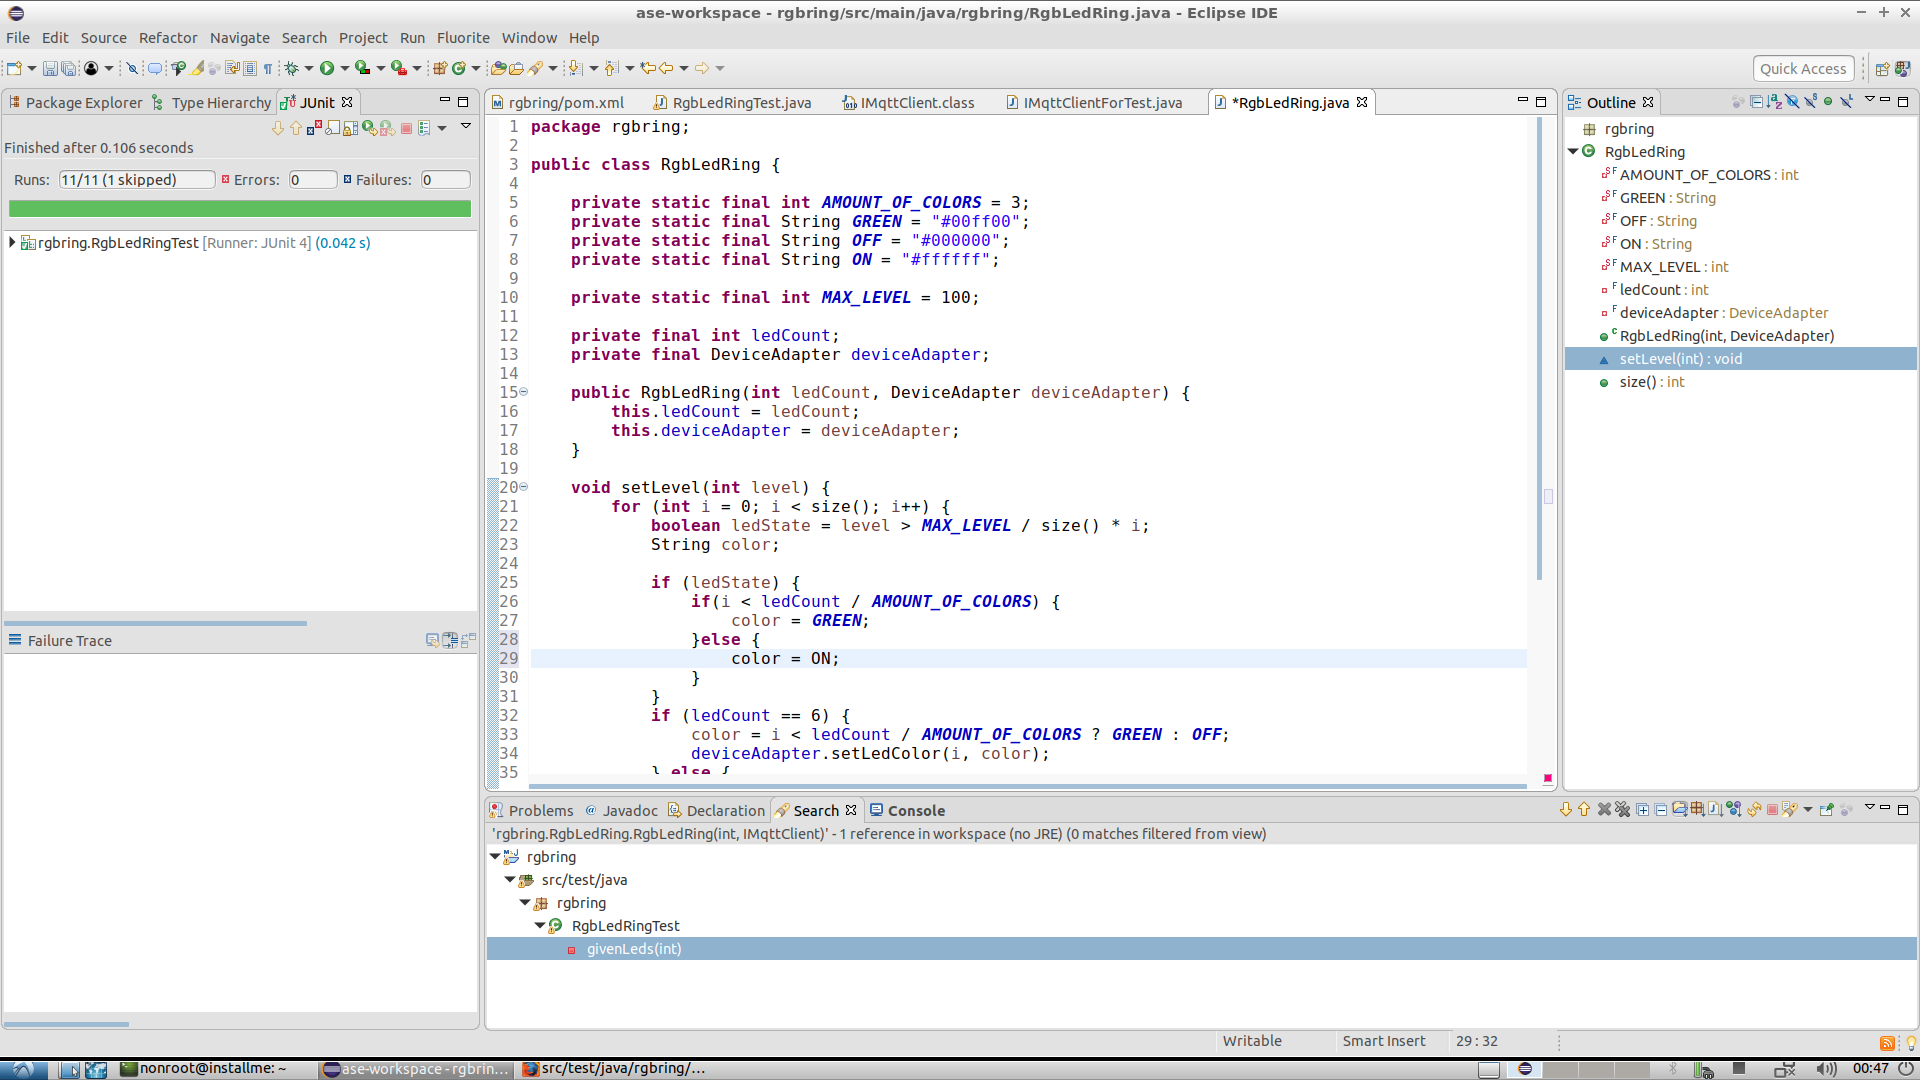 ase-workspace - rgbring/src/main/java/rgbring/RgbLedRing.java - Eclipse IDE
File Edit Source Refactor Navigate Search Project Run Fluorite Window Help
Quick Access
Package Explorer Type Hierarchy JUnit
Finished after 0.106 seconds
Runs: 11/11 (1 skipped) Errors: 0 Failures: 0
rgbring.RgbLedRingTest [Runner: JUnit 4] (0.042 s)
Failure Trace
rgbring/pom.xml RgbLedRingTest.java IMqttClient.class IMqttClientForTest.java *RgbLedRing.java
1 package rgbring;
2
3 public class RgbLedRing {
4
5 private static final int AMOUNT_OF_COLORS = 3;
6 private static final String GREEN = "#00ff00";
7 private static final String OFF = "#000000";
8 private static final String ON = "#ffffff";
9
10 private static final int MAX_LEVEL = 100;
11
12 private final int ledCount;
13 private final DeviceAdapter deviceAdapter;
14
15 public RgbLedRing(int ledCount, DeviceAdapter deviceAdapter) {
16 this.ledCount = ledCount;
17 this.deviceAdapter = deviceAdapter;
18 }
19
20 void setLevel(int level) {
21 for (int i = 0; i < size(); i++) {
22 boolean ledState = level > MAX_LEVEL / size() * i;
23 String color;
24
25 if (ledState) {
26 if(i < ledCount / AMOUNT_OF_COLORS) {
27 color = GREEN;
28 }else {
29 color = ON;
30 }
31 }
32 if (ledCount == 6) {
33 color = i < ledCount / AMOUNT_OF_COLORS ? GREEN : OFF;
34 deviceAdapter.setLedColor(i, color);
35 } else {
Outline
rgbring
RgbLedRing
AMOUNT_OF_COLORS : int
GREEN : String
OFF : String
ON : String
MAX_LEVEL : int
ledCount : int
deviceAdapter : DeviceAdapter
RgbLedRing(int, DeviceAdapter)
setLevel(int) : void
size() : int
Problems Javadoc Declaration Search Console
'rgbring.RgbLedRing.RgbLedRing(int, IMqttClient)' - 1 reference in workspace (no JRE) (0 matches filtered from view)
rgbring
src/test/java
rgbring
RgbLedRingTest
givenLeds(int)
Writable Smart Insert 29 : 32
nonroot@installme: ~ ase-workspace - rgbrin... src/test/java/rgbring/... 00:47